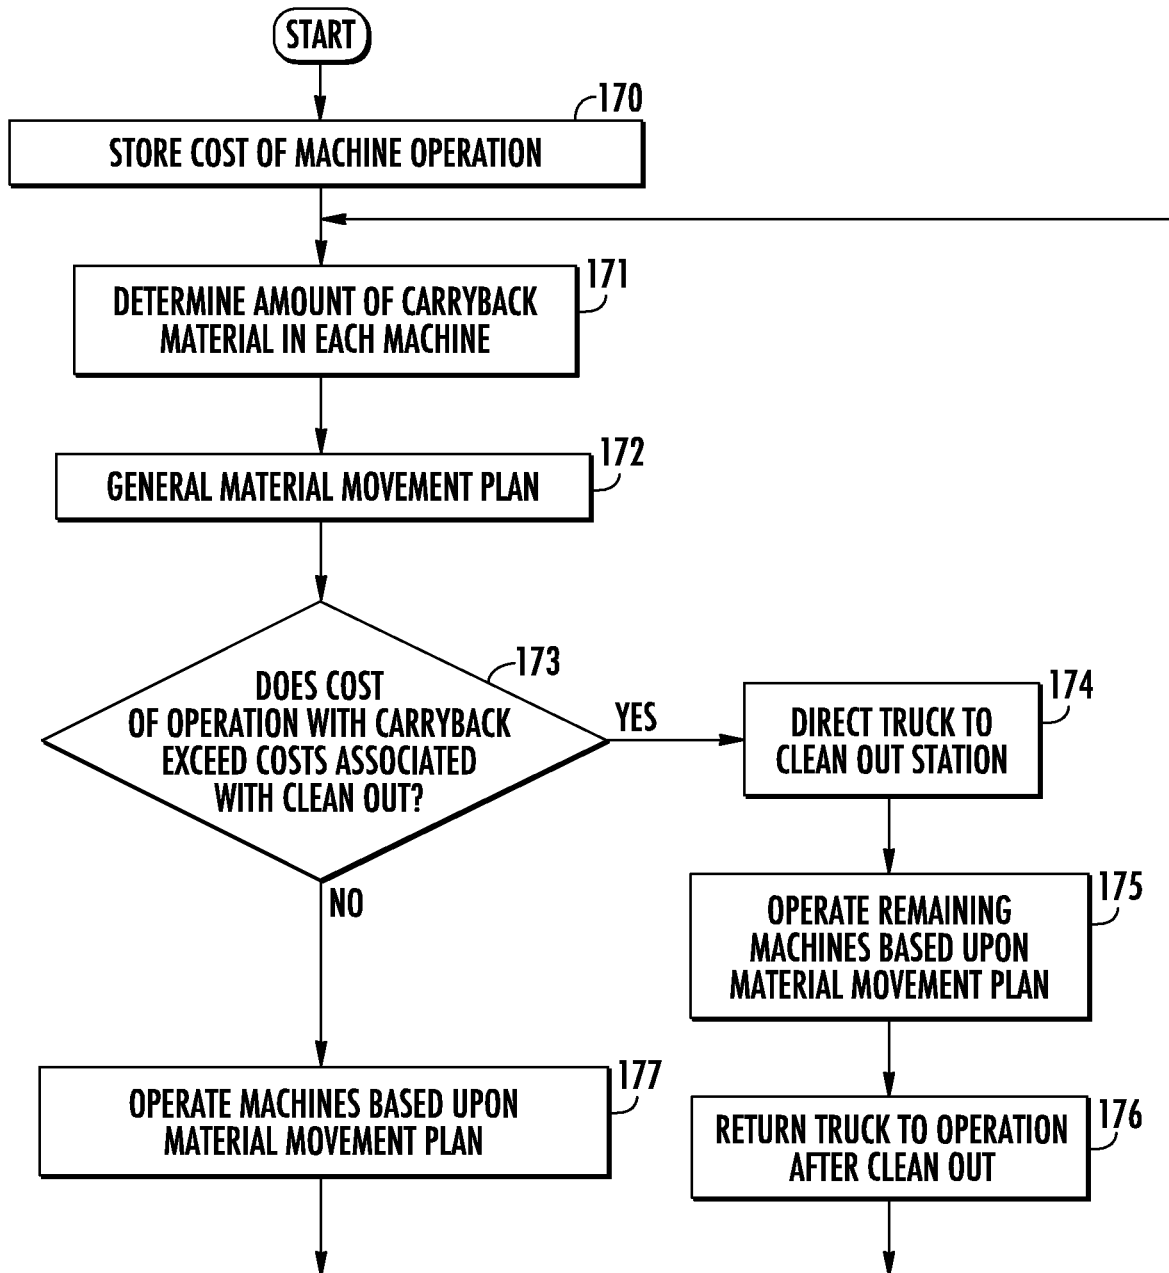 START
170
STORE COST OF MACHINE OPERATION
171
DETERMINE AMOUNT OF CARRYBACK
MATERIAL IN EACH MACHINE
172
GENERAL MATERIAL MOVEMENT PLAN
173
DOES COST
OF OPERATION WITH CARRYBACK
EXCEED COSTS ASSOCIATED
WITH CLEAN OUT?
YES
174
DIRECT TRUCK TO
CLEAN OUT STATION
175
OPERATE REMAINING
MACHINES BASED UPON
MATERIAL MOVEMENT PLAN
NO
177
OPERATE MACHINES BASED UPON
MATERIAL MOVEMENT PLAN
176
RETURN TRUCK TO OPERATION
AFTER CLEAN OUT